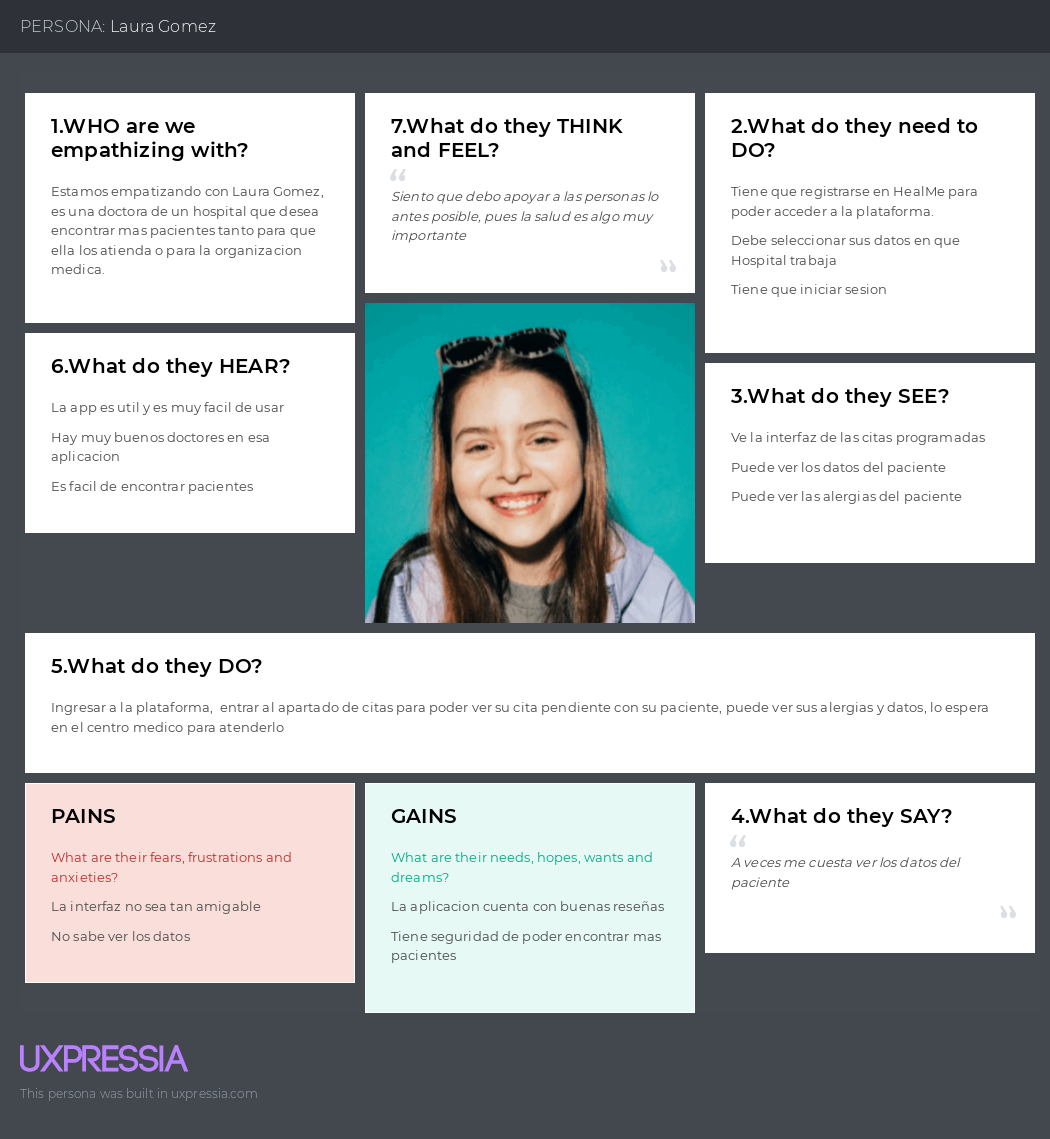 PERSONA: Laura Gomez
1.WHO are we
empathizing with?
Estamos empatizando con Laura Gomez,
es una doctora de un hospital que desea
encontrar mas pacientes tanto para que
ella los atienda o para la organizacion
medica.
7.What do they THINK
and FEEL?
“
Siento que debo apoyar a las personas lo
antes posible, pues la salud es algo muy
importante
”
2.What do they need to
DO?
Tiene que registrarse en HealMe para
poder acceder a la plataforma.
Debe seleccionar sus datos en que
Hospital trabaja
Tiene que iniciar sesion
6.What do they HEAR?
La app es util y es muy facil de usar
Hay muy buenos doctores en esa
aplicacion
Es facil de encontrar pacientes
3.What do they SEE?
Ve la interfaz de las citas programadas
Puede ver los datos del paciente
Puede ver las alergias del paciente
5.What do they DO?
Ingresar a la plataforma,  entrar al apartado de citas para poder ver su cita pendiente con su paciente, puede ver sus alergias y datos, lo espera
en el centro medico para atenderlo
PAINS
What are their fears, frustrations and
anxieties?
La interfaz no sea tan amigable
No sabe ver los datos
GAINS
What are their needs, hopes, wants and
dreams?
La aplicacion cuenta con buenas reseñas
Tiene seguridad de poder encontrar mas
pacientes
4.What do they SAY?
“
A veces me cuesta ver los datos del
paciente
”
UXPRESSIA
This persona was built in uxpressia.com